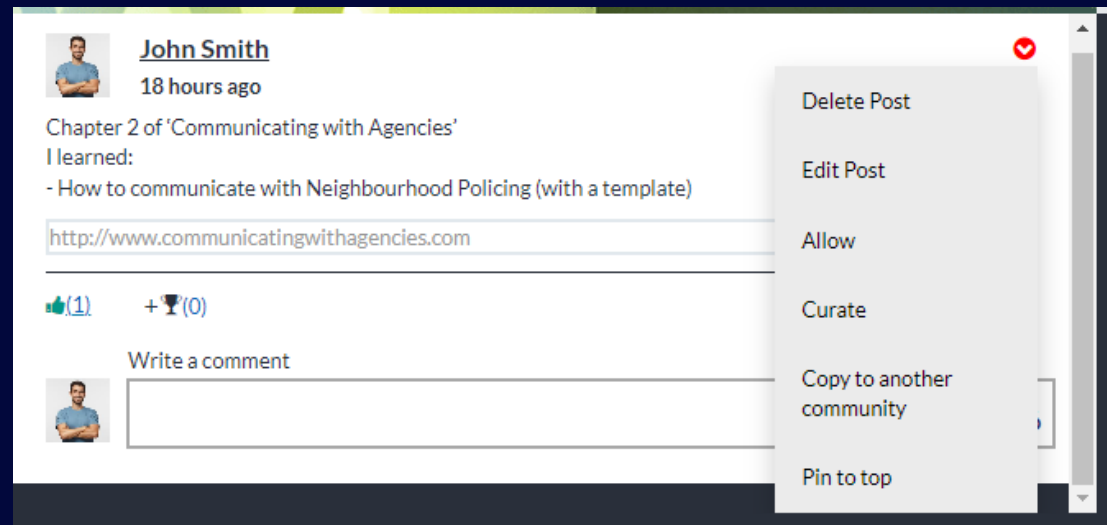 John Smith
18 hours ago
Chapter 2 of ‘Communicating with Agencies’
I learned:
- How to communicate with Neighbourhood Policing (with a template)
http://www.communicatingwithagencies.com
(1)
+(0)
Write a comment
Delete Post
Edit Post
Allow
Curate
Copy to another
community
Pin to top